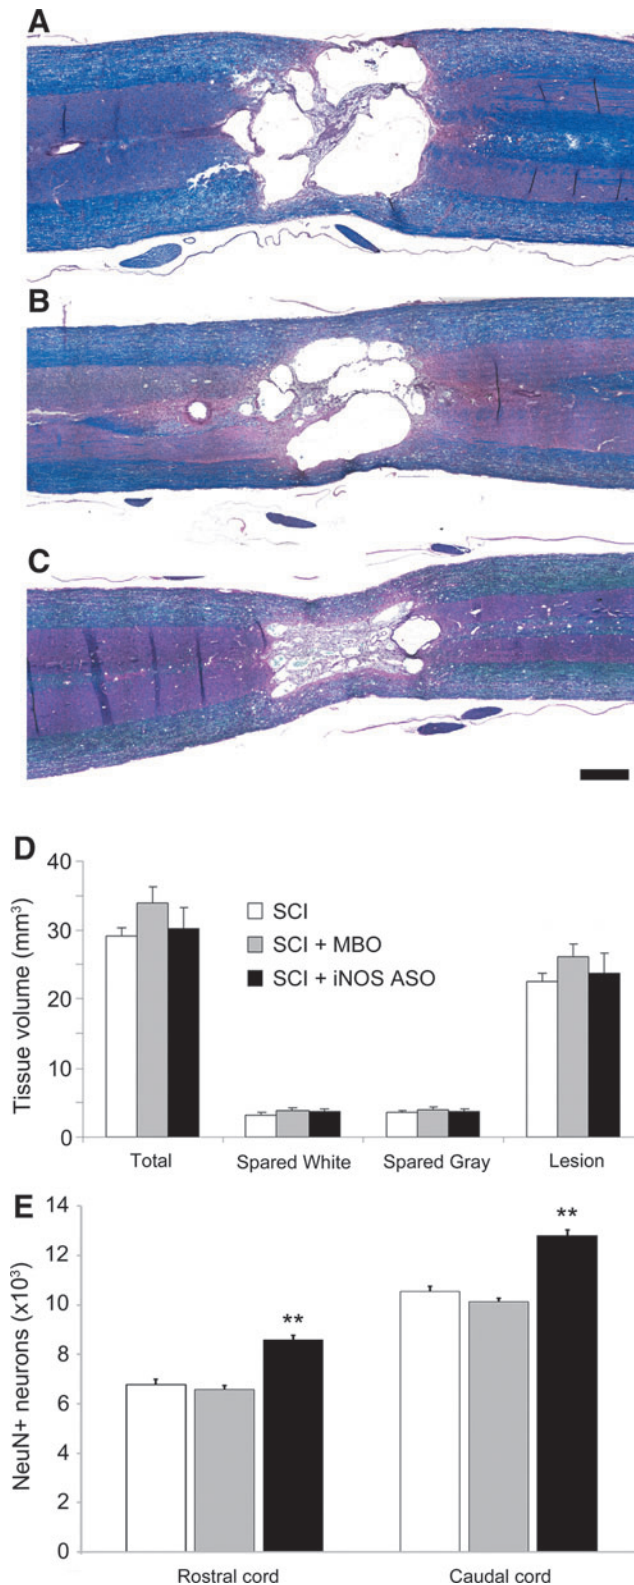 A
B
C
D
40
30
20
10
0
Tissue volume (mm³)
SCI
SCI + MBO
SCI + iNOS ASO
Total
Spared White
Spared Gray
Lesion
E
14
12
10
8
6
4
2
0
NeuN+ neurons (x10³)
**
**
Rostral cord
Caudal cord